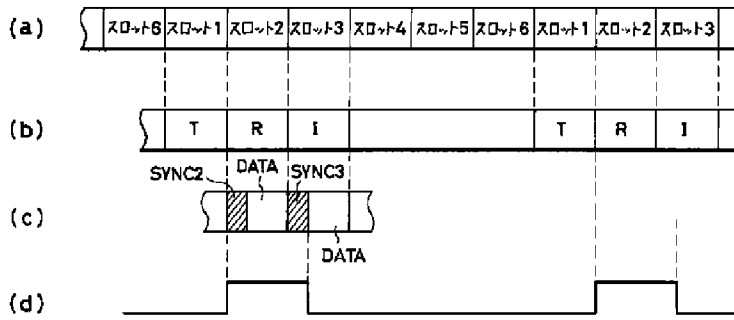 (a) スロット6 スロット1 スロット2 スロット3 スロット4 スロット5 スロット6 スロット1 スロット2 スロット3
(b) T R I T R I
SYNC2 DATA SYNC3
(c)
DATA
(d)